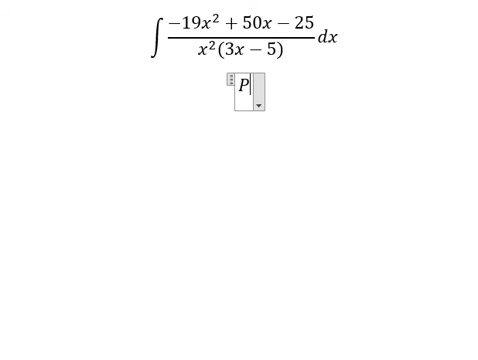 ∫ (-19x² + 50x - 25) / (x²(3x - 5)) dx
P